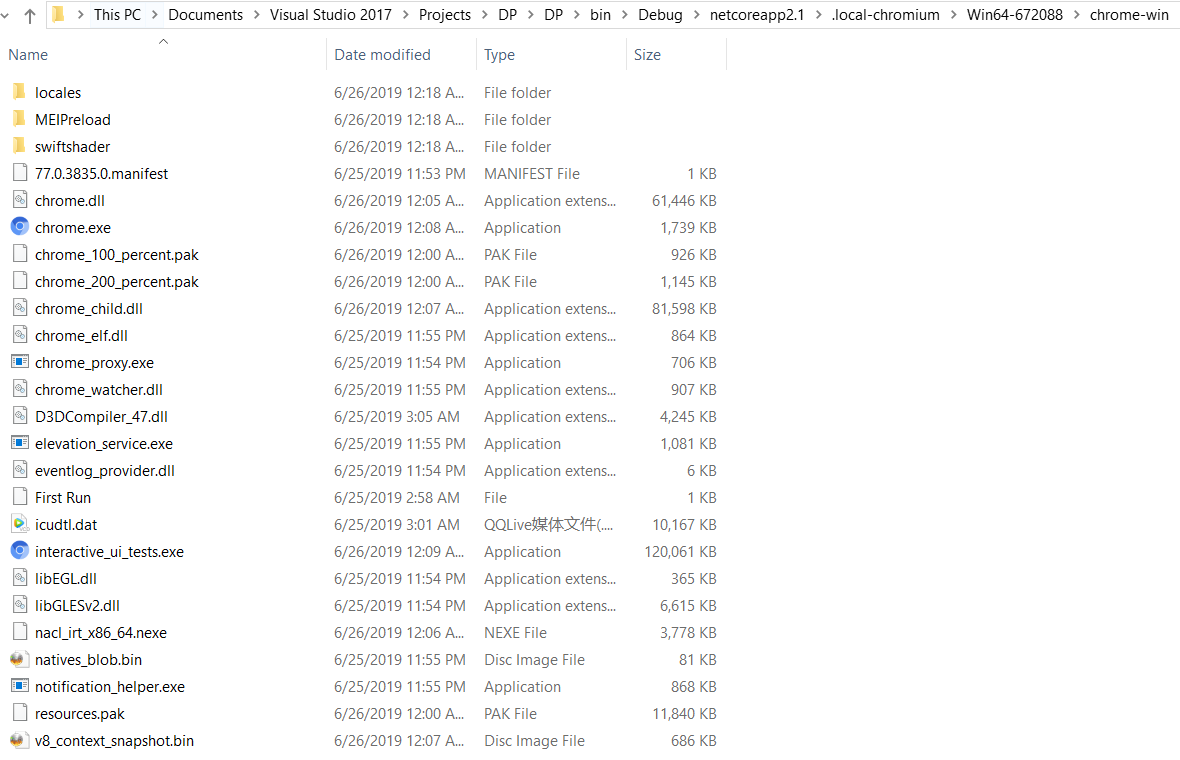 This PC > Documents > Visual Studio 2017 > Projects > DP > DP > bin > Debug > netcoreapp2.1 > .local-chromium > Win64-672088 > chrome-win
Name Date modified Type Size
locales 6/26/2019 12:18 A... File folder
MEIPreload 6/26/2019 12:18 A... File folder
swiftshader 6/26/2019 12:18 A... File folder
77.0.3835.0.manifest 6/25/2019 11:53 PM MANIFEST File 1 KB
chrome.dll 6/26/2019 12:05 A... Application extens... 61,446 KB
chrome.exe 6/26/2019 12:08 A... Application 1,739 KB
chrome_100_percent.pak 6/26/2019 12:00 A... PAK File 926 KB
chrome_200_percent.pak 6/26/2019 12:00 A... PAK File 1,145 KB
chrome_child.dll 6/26/2019 12:07 A... Application extens... 81,598 KB
chrome_elf.dll 6/25/2019 11:55 PM Application extens... 864 KB
chrome_proxy.exe 6/25/2019 11:54 PM Application 706 KB
chrome_watcher.dll 6/25/2019 11:55 PM Application extens... 907 KB
D3DCompiler_47.dll 6/25/2019 3:05 AM Application extens... 4,245 KB
elevation_service.exe 6/25/2019 11:55 PM Application 1,081 KB
eventlog_provider.dll 6/25/2019 11:54 PM Application extens... 6 KB
First Run 6/25/2019 2:58 AM File 1 KB
icudtl.dat 6/25/2019 3:01 AM QQLive媒体文件(.... 10,167 KB
interactive_ui_tests.exe 6/26/2019 12:09 A... Application 120,061 KB
libEGL.dll 6/25/2019 11:54 PM Application extens... 365 KB
libGLESv2.dll 6/25/2019 11:54 PM Application extens... 6,615 KB
nacl_irt_x86_64.nexe 6/26/2019 12:06 A... NEXE File 3,778 KB
natives_blob.bin 6/25/2019 11:55 PM Disc Image File 81 KB
notification_helper.exe 6/25/2019 11:55 PM Application 868 KB
resources.pak 6/26/2019 12:00 A... PAK File 11,840 KB
v8_context_snapshot.bin 6/26/2019 12:07 A... Disc Image File 686 KB